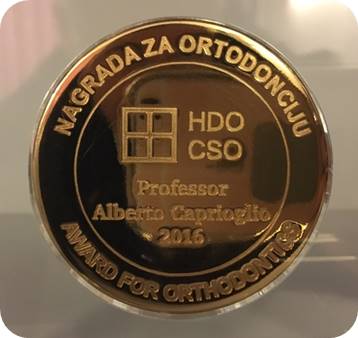 NAGRADA ZA ORTODONCIJU
HDO
CSO
Professor
Alberto Caprioglio
2016
AWARD FOR ORTHODONTICS